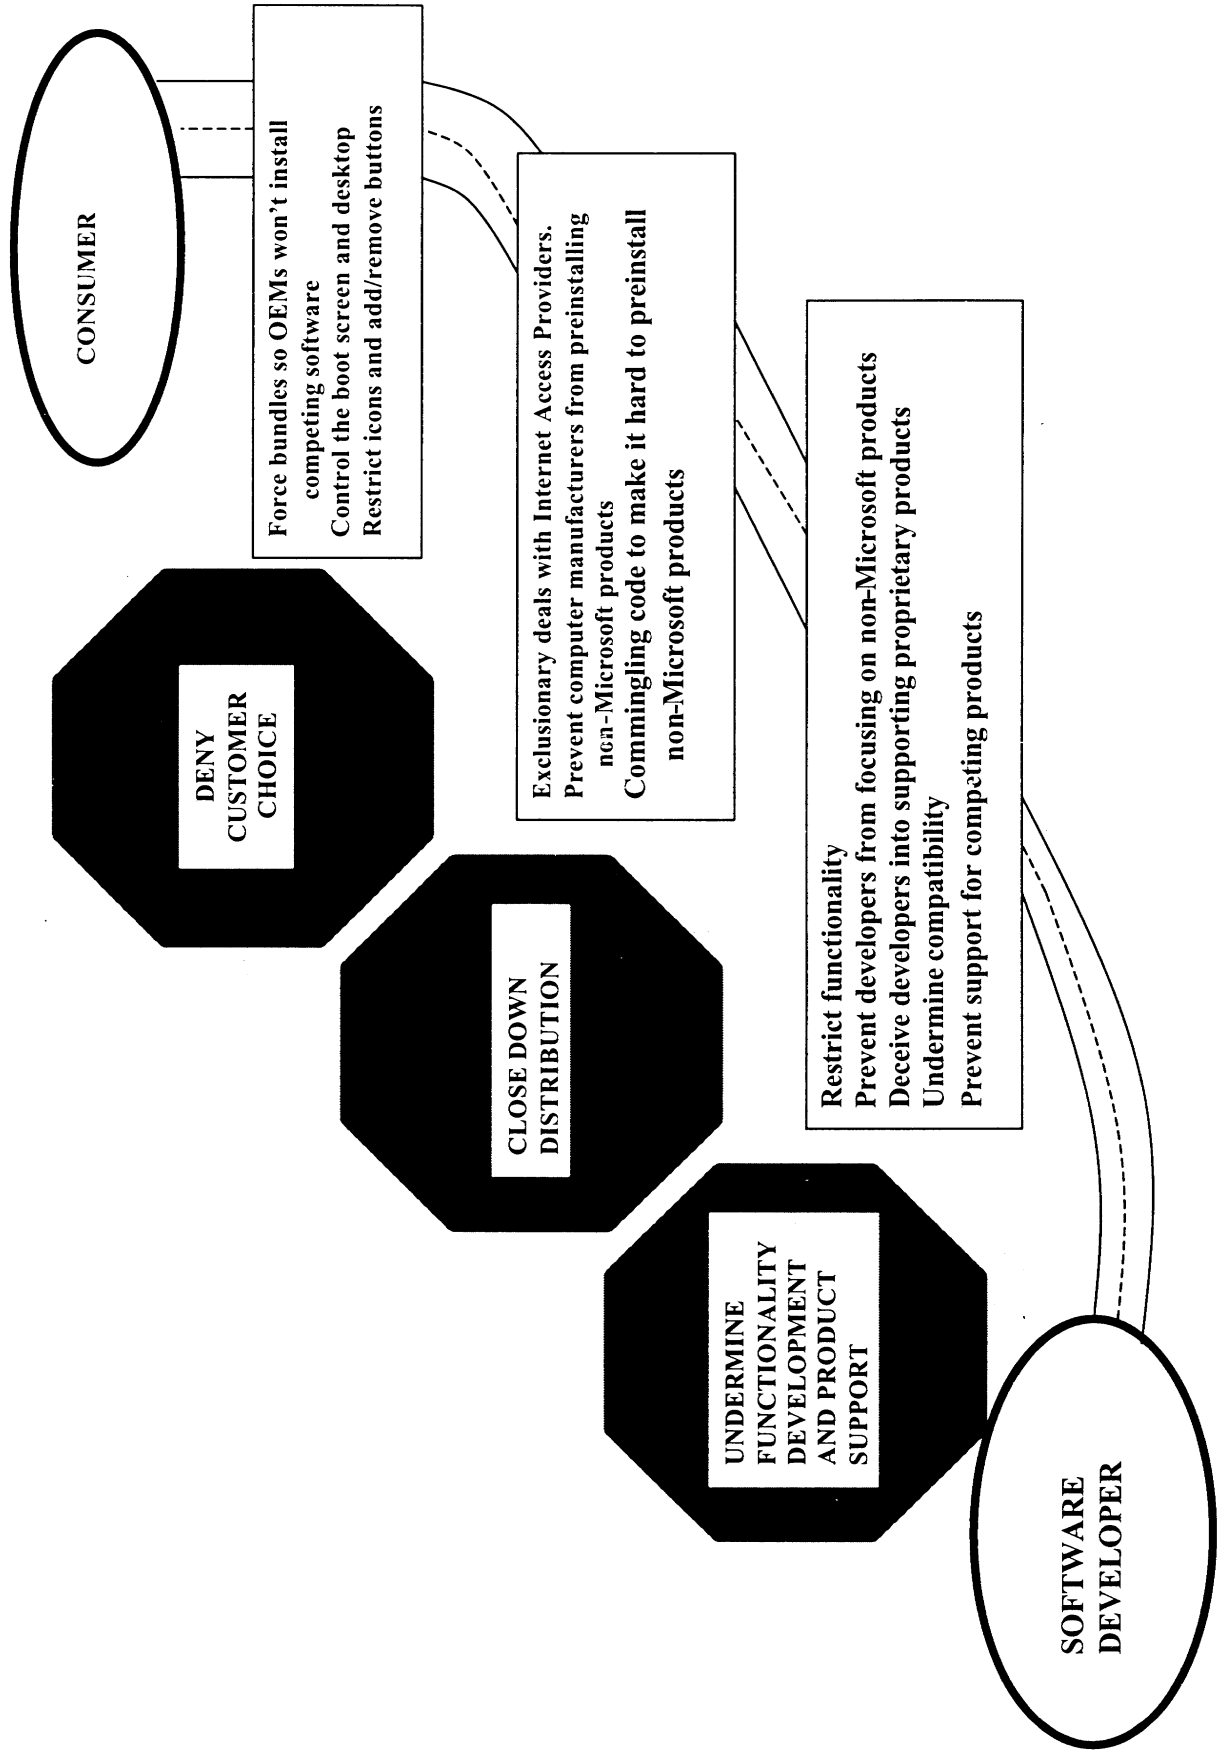 CONSUMER
Force bundles so OEMs won't install
competing software
Control the boot screen and desktop
Restrict icons and add/remove buttons
DENY
CUSTOMER
CHOICE
Exclusionary deals with Internet Access Providers.
Prevent computer manufacturers from preinstalling
non-Microsoft products
Commingling code to make it hard to preinstall
non-Microsoft products
CLOSE DOWN
DISTRIBUTION
Restrict functionality
Prevent developers from focusing on non-Microsoft products
Deceive developers into supporting proprietary products
Undermine compatibility
Prevent support for competing products
UNDERMINE
FUNCTIONALITY
DEVELOPMENT
AND PRODUCT
SUPPORT
SOFTWARE
DEVELOPER